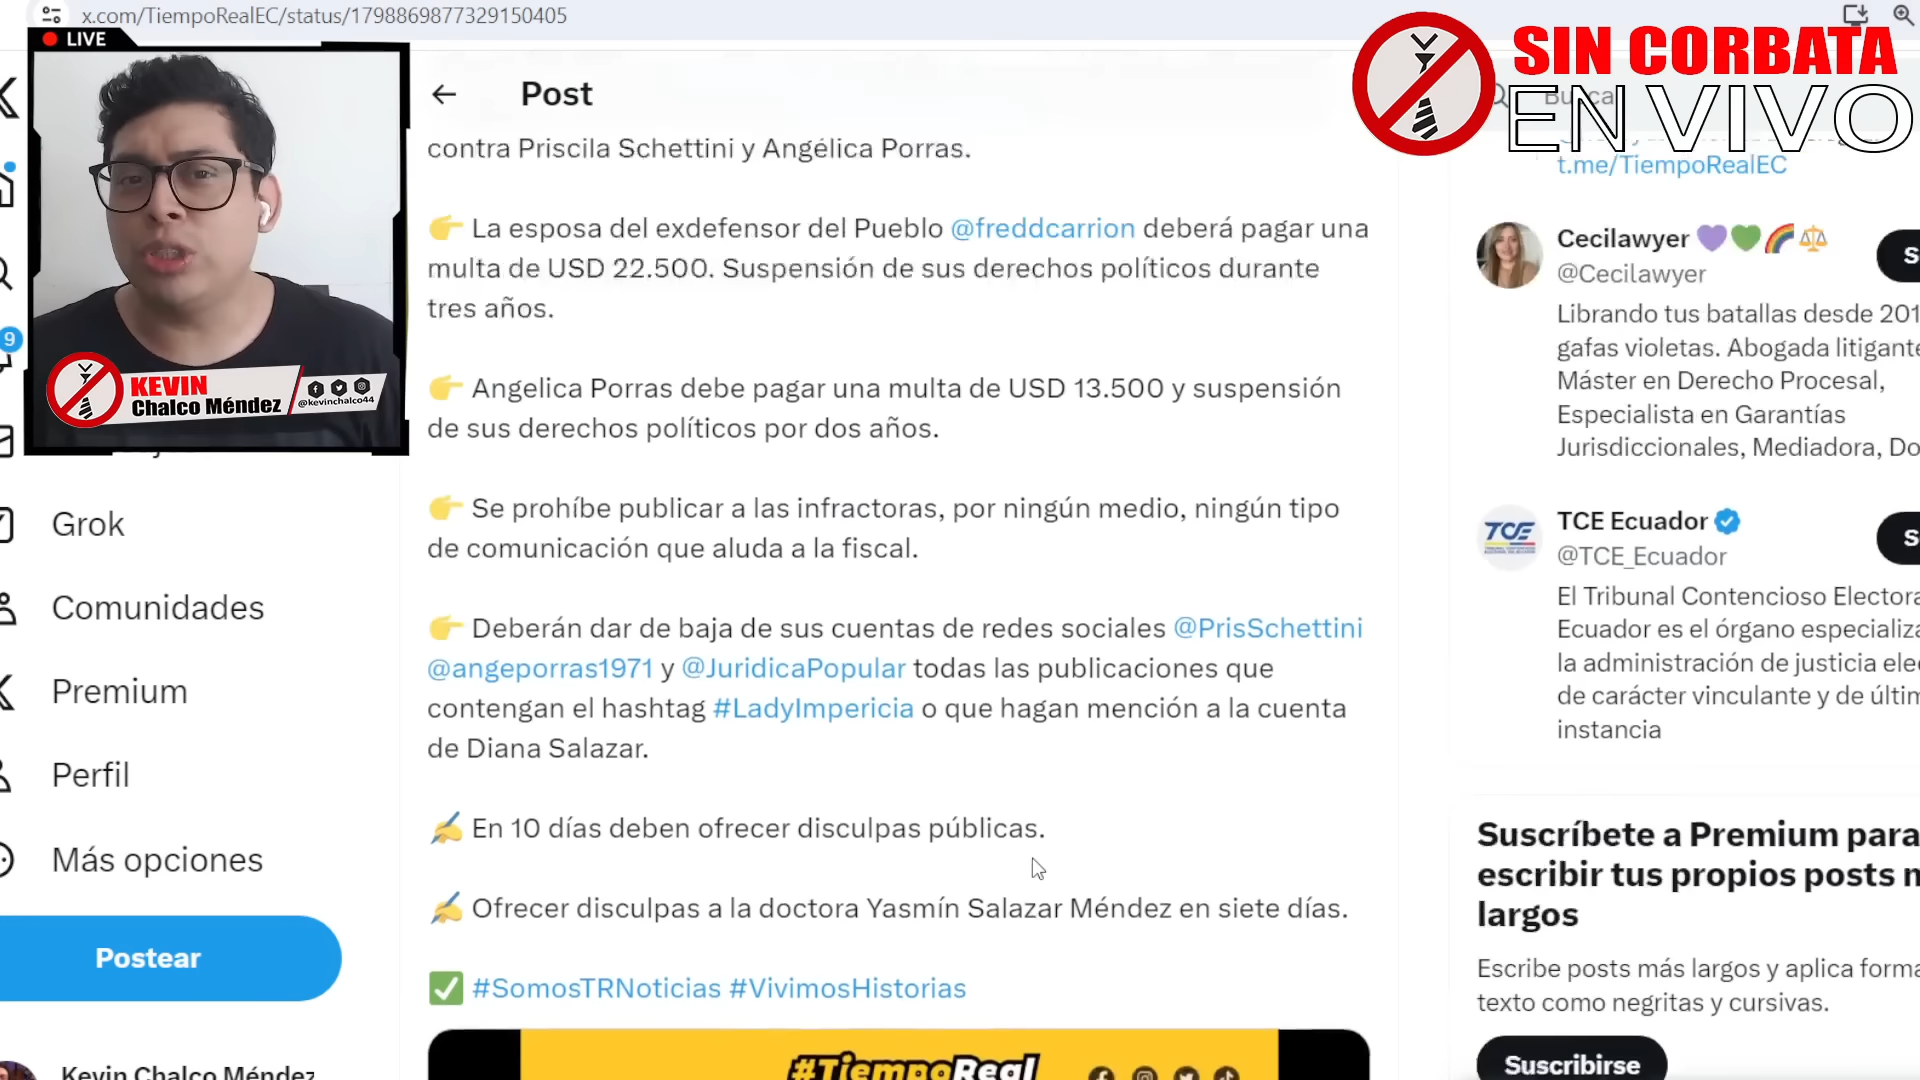 x.com/TiempoRealEC/status/1798869877329150405
LIVE
KEVIN
Chalco Méndez
@kevinchalco44
SIN CORBATA
EN VIVO
Grok
Comunidades
Premium
Perfil
Más opciones
Postear
Kevin Chalco Méndez
9
Post
contra Priscila Schettini y Angélica Porras.
👉 La esposa del exdefensor del Pueblo @freddcarrion deberá pagar una
multa de USD 22.500. Suspensión de sus derechos políticos durante
tres años.
👉 Angelica Porras debe pagar una multa de USD 13.500 y suspensión
de sus derechos políticos por dos años.
👉 Se prohíbe publicar a las infractoras, por ningún medio, ningún tipo
de comunicación que aluda a la fiscal.
👉 Deberán dar de baja de sus cuentas de redes sociales @PrisSchettini
@angeporras1971 y @JuridicaPopular todas las publicaciones que
contengan el hashtag #LadyImpericia o que hagan mención a la cuenta
de Diana Salazar.
✍ En 10 días deben ofrecer disculpas públicas.
✍ Ofrecer disculpas a la doctora Yasmín Salazar Méndez en siete días.
✅ #SomosTRNoticias #VivimosHistorias
#TiempoReal
Busca
t.me/TiempoRealEC
Cecilawyer 💜💚🌈⚖️
@Cecilawyer
S
Librando tus batallas desde 201
gafas violetas. Abogada litigante
Máster en Derecho Procesal,
Especialista en Garantías
Jurisdiccionales, Mediadora, Do
TCE
TCE Ecuador
@TCE_Ecuador
S
El Tribunal Contencioso Electora
Ecuador es el órgano especializa
la administración de justicia ele
de carácter vinculante y de últim
instancia
Suscríbete a Premium para
escribir tus propios posts m
largos
Escribe posts más largos y aplica forma
texto como negritas y cursivas.
Suscribirse